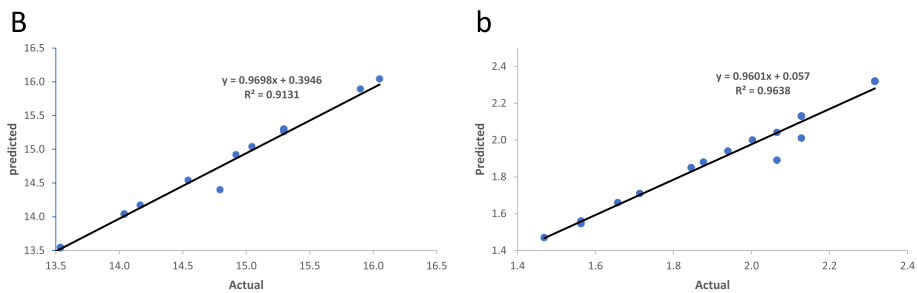 B
16.5
16.0
15.5
15.0
14.5
14.0
13.5
predicted
y = 0.9698x + 0.3946
R² = 0.9131
13.5 14.0 14.5 15.0 15.5 16.0 16.5
Actual
b
2.4
2.2
2.0
1.8
1.6
1.4
Predicted
y = 0.9601x + 0.057
R² = 0.9638
1.4 1.6 1.8 2.0 2.2 2.4
Actual